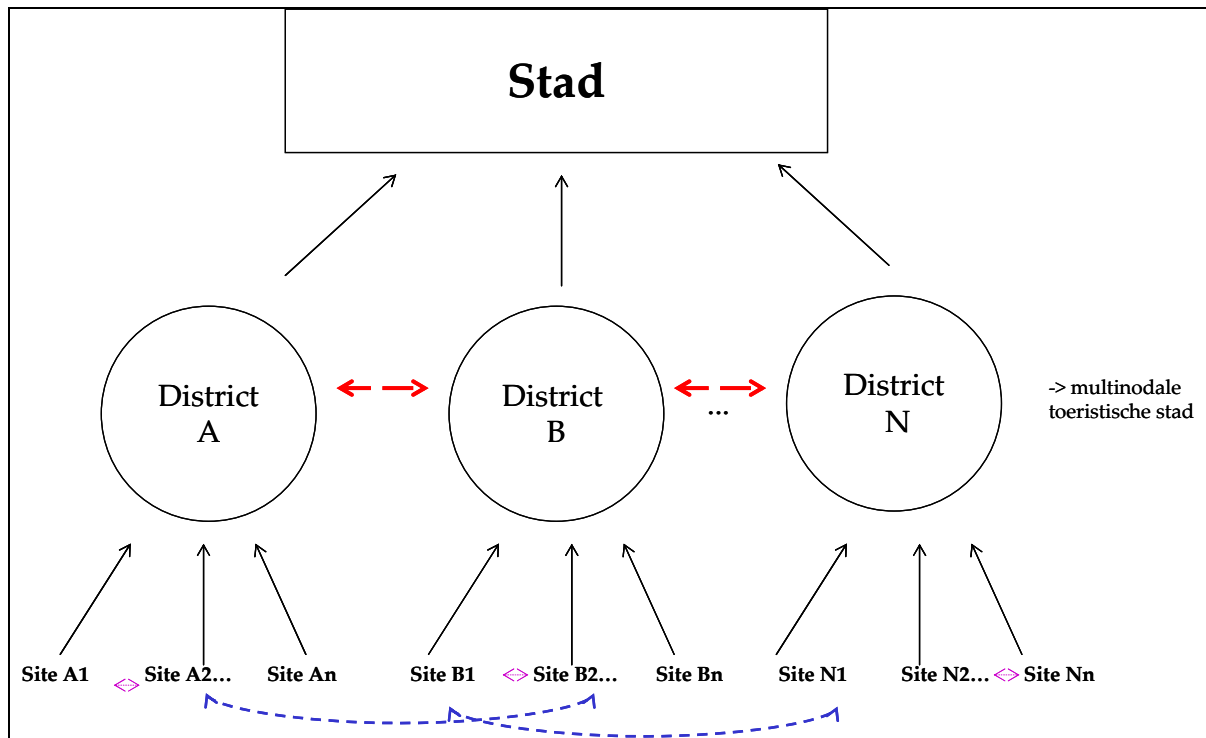 Stad
District
A
District
B
...
District
N
-> multinodale
toeristische stad
Site A1
Site A2...
Site An
Site B1
Site B2...
Site Bn
Site N1
Site N2...
Site Nn